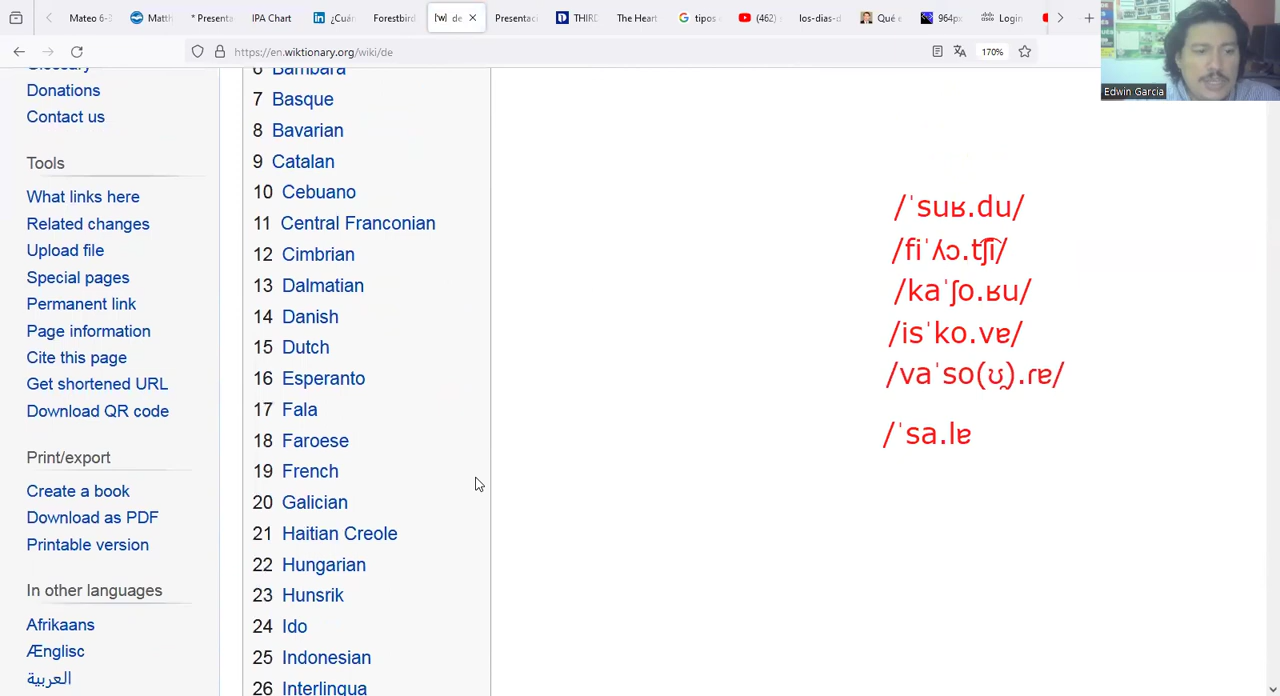 Mateo 6-3
Matth
* Presenta
IPA Chart
¿Cuár
Forestbird
[w] de
Presentaci
THIRD
The Heart
tipos
(462)
los-dias-d
Qué e
964px
Login
https://en.wiktionary.org/wiki/de
170%
Edwin Garcia
Glossary
Donations
Contact us
Tools
What links here
Related changes
Upload file
Special pages
Permanent link
Page information
Cite this page
Get shortened URL
Download QR code
Print/export
Create a book
Download as PDF
Printable version
In other languages
Afrikaans
Ænglisc
العربية
6 Bambara
7 Basque
8 Bavarian
9 Catalan
10 Cebuano
11 Central Franconian
12 Cimbrian
13 Dalmatian
14 Danish
15 Dutch
16 Esperanto
17 Fala
18 Faroese
19 French
20 Galician
21 Haitian Creole
22 Hungarian
23 Hunsrik
24 Ido
25 Indonesian
26 Interlingua
/ˈsuʁ.du/
/fiˈʎɔ.tʃ͡i/
/kaˈʃo.ʁu/
/isˈko.vɐ/
/vaˈso(ʊ̯).ɾɐ/
/ˈsa.lɐ